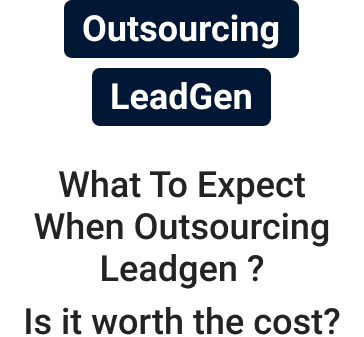 Outsourcing
LeadGen
What To Expect
When Outsourcing
Leadgen ?
Is it worth the cost?